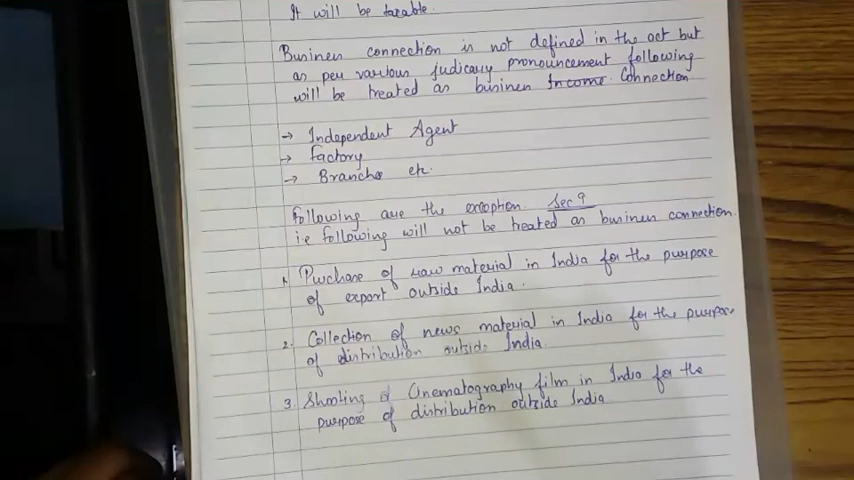 It will be taxable.
Business connection is not defined in the act but
as per various judicary pronouncement following
will be treated as business Income Connection
→ Independent Agent
→ Factory
→ Branches etc.
Following are the exception. Sec 9
i.e following will not be treated as business connection.
1. Purchase of raw material in India for the purpose
of export outside India.
2. Collection of news material in India for the purpose
of distribution outside India.
3. Shooting of Cinematography film in India for the
purpose of distribution outside India